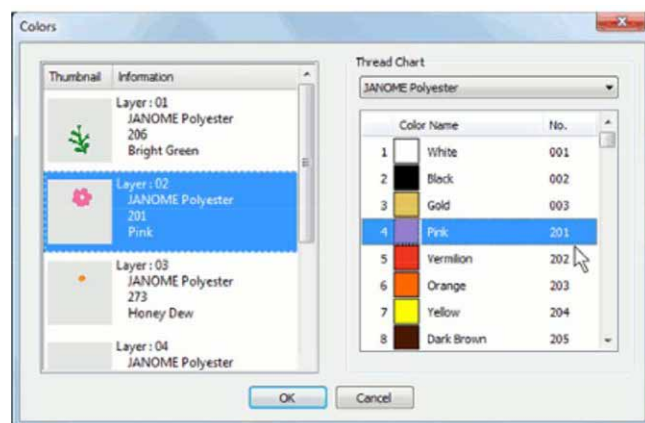 Colors
Thumbnail Information
Layer : 01
JANOME Polyester
206
Bright Green
Layer : 02
JANOME Polyester
201
Pink
Layer : 03
JANOME Polyester
273
Honey Dew
Layer : 04
JANOME Polyester
Thread Chart
JANOME Polyester
Color Name No.
1 White 001
2 Black 002
3 Gold 003
4 Pink 201
5 Vermilion 202
6 Orange 203
7 Yellow 204
8 Dark Brown 205
OK Cancel